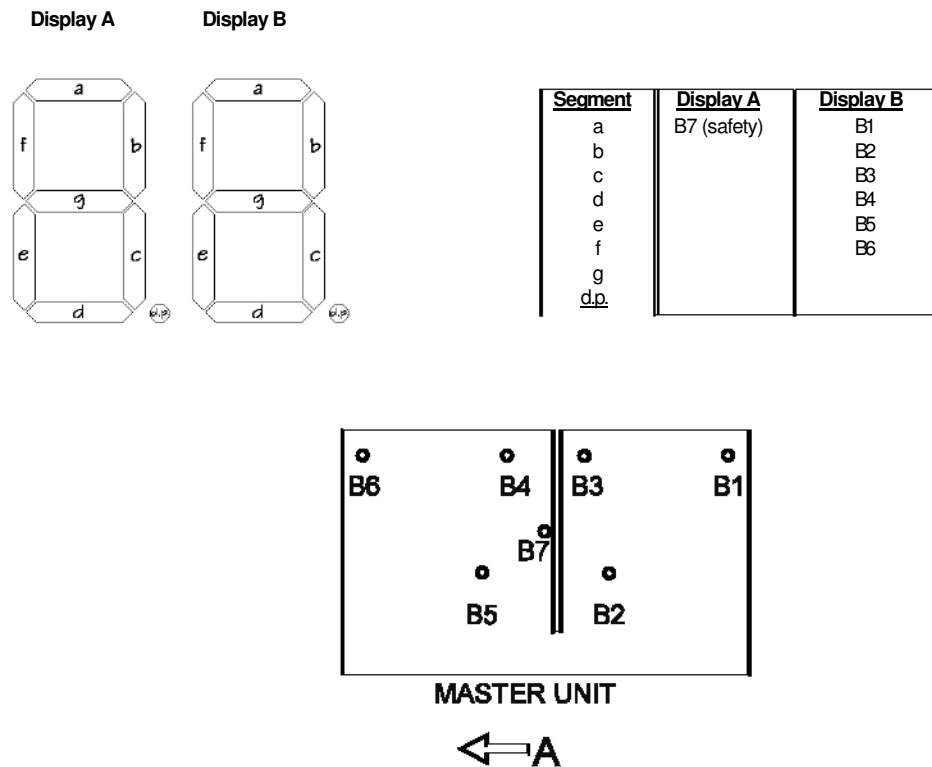 Display A Display B
a a
f b f b
g g
e c e c
d d.p d d.p
Segment Display A Display B
a B7 (safety) B1
b B2
c B3
d B4
e B5
f B6
g
d.p.
B6 B4 B3 B1
B7
B5 B2
MASTER UNIT
A